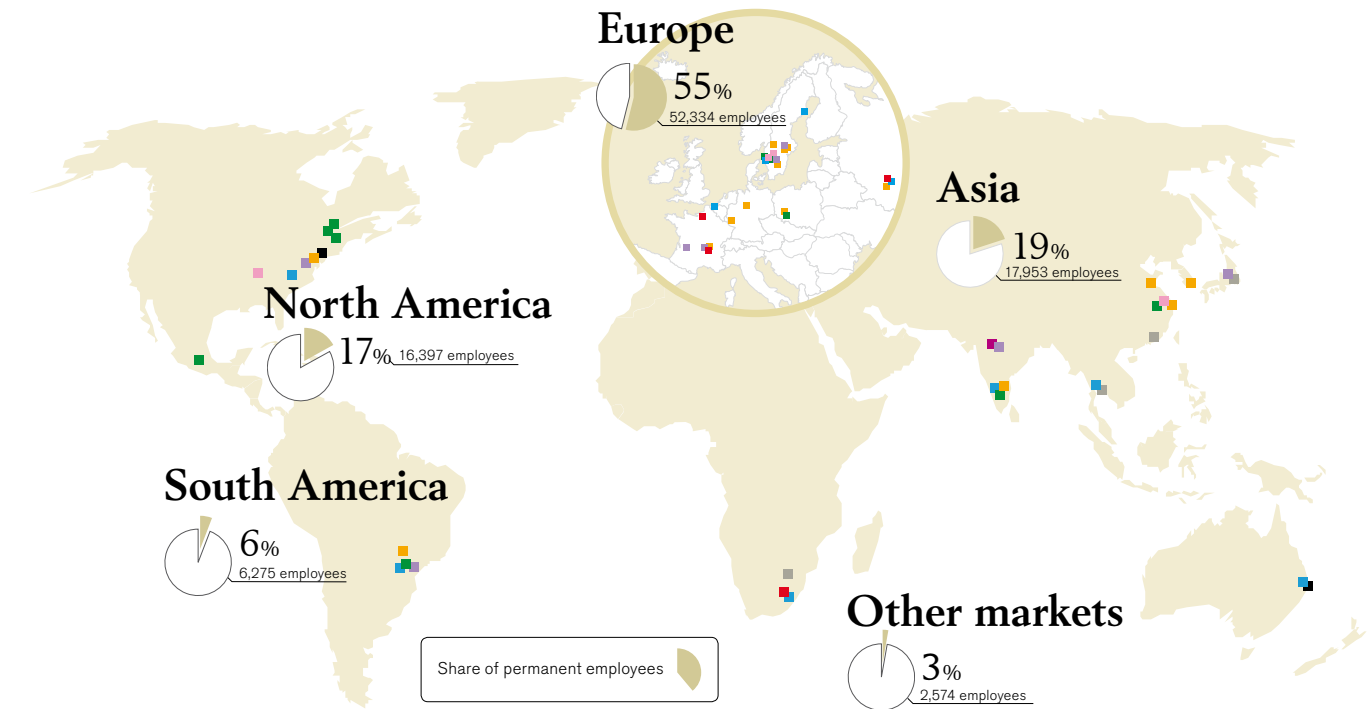 Europe
55%
52,334 employees
Asia
19%
17,953 employees
North America
17% 16,397 employees
South America
6%
6,275 employees
Other markets
3%
2,574 employees
Share of permanent employees